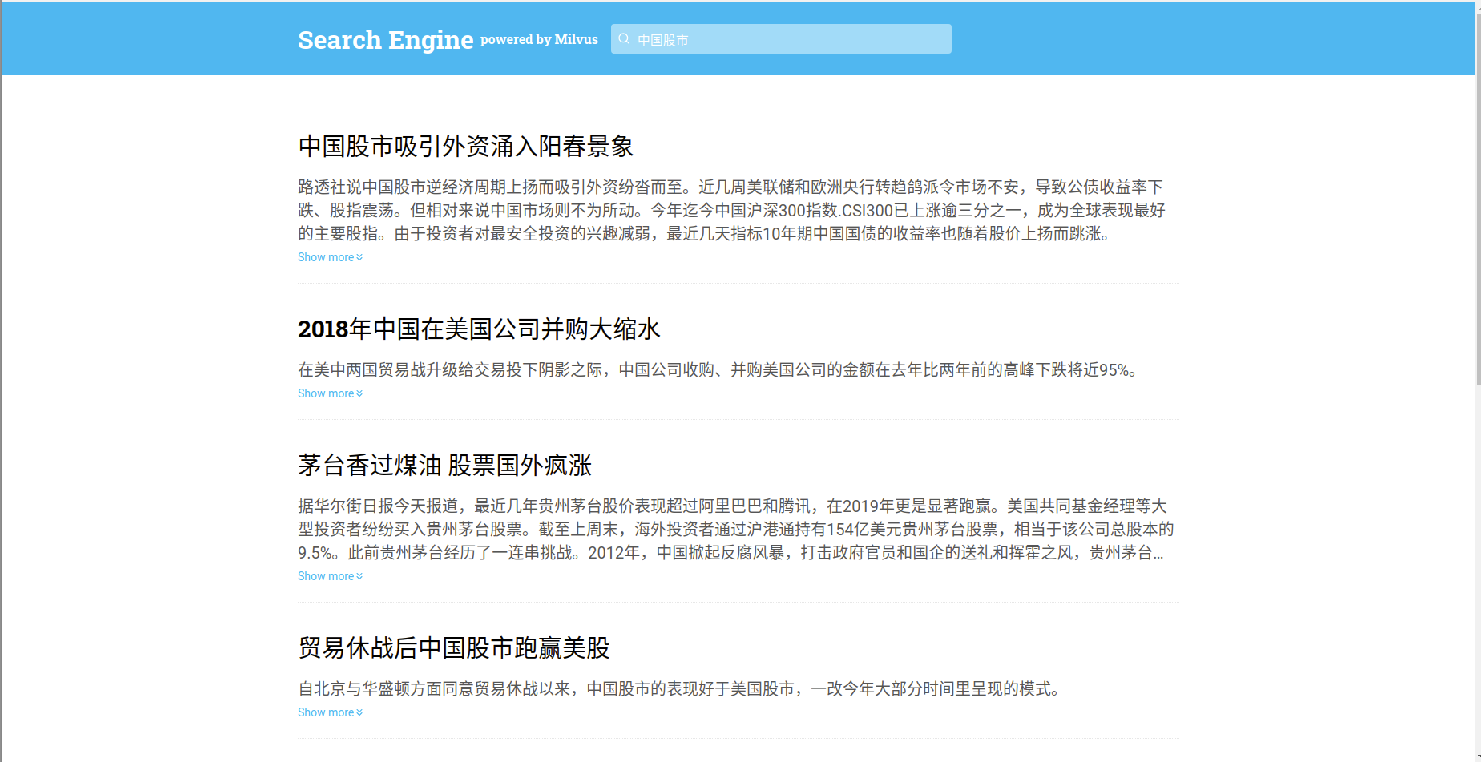 Search Engine powered by Milvus 中国股市
中国股市吸引外资涌入阳春景象
路透社说中国股市逆经济周期上扬而吸引外资纷沓而至。近几周美联储和欧洲央行转趋鸽派令市场不安，导致公债收益率下
跌、股指震荡。但相对来说中国市场则不为所动。今年迄今中国沪深300指数.CSI300已上涨逾三分之一，成为全球表现最好
的主要股指。由于投资者对最安全投资的兴趣减弱，最近几天指标10年期中国国债的收益率也随着股价上扬而跳涨。
Show more
2018年中国在美国公司并购大缩水
在美中两国贸易战升级给交易投下阴影之际，中国公司收购、并购美国公司的金额在去年比两年前的高峰下跌将近95%。
Show more
茅台香过煤油 股票国外疯涨
据华尔街日报今天报道，最近几年贵州茅台股价表现超过阿里巴巴和腾讯，在2019年更是显著跑赢。美国共同基金经理等大
型投资者纷纷买入贵州茅台股票。截至上周末，海外投资者通过沪港通持有154亿美元贵州茅台股票，相当于该公司总股本的
9.5%。此前贵州茅台经历了一连串挑战。2012年，中国掀起反腐风暴，打击政府官员和国企的送礼和挥霍之风，贵州茅台...
Show more
贸易休战后中国股市跑赢美股
自北京与华盛顿方面同意贸易休战以来，中国股市的表现好于美国股市，一改今年大部分时间里呈现的模式。
Show more